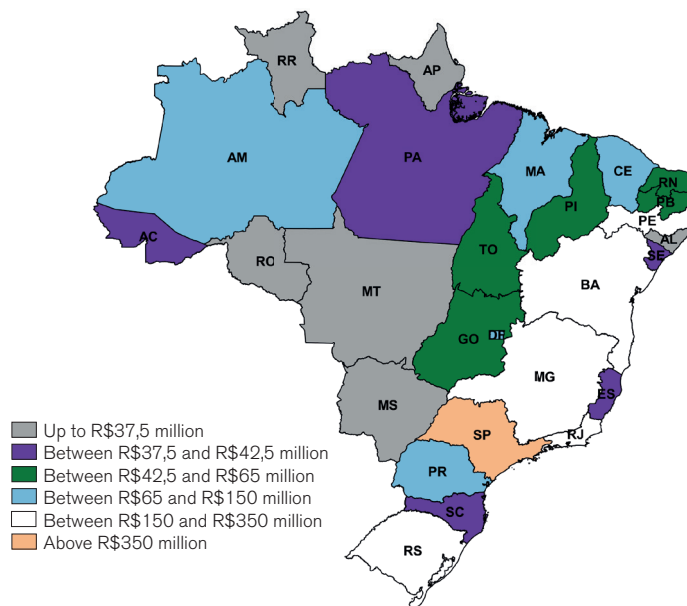 RR
AP
AM
PA
MA
CE
RN
PB
PI
PE
AL
SE
AC
TO
RO
BA
MT
GO
DF
MG
ES
MS
SP
RJ
PR
SC
RS
Up to R$37,5 million
Between R$37,5 and R$42,5 million
Between R$42,5 and R$65 million
Between R$65 and R$150 million
Between R$150 and R$350 million
Above R$350 million